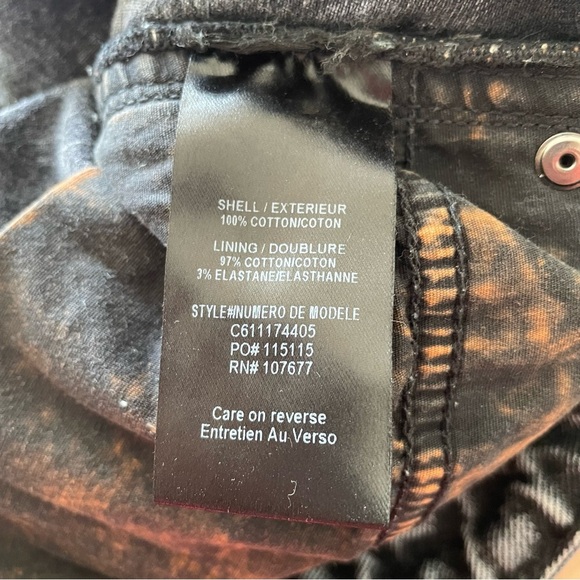 SHELL / EXTERIEUR
100% COTTON/COTON
LINING / DOUBLURE
97% COTTON/COTON
3% ELASTANE/ELASTHANNE
STYLE#/NUMERO DE MODELE
C611174405
PO# 115115
RN# 107677
Care on reverse
Entretien Au Verso